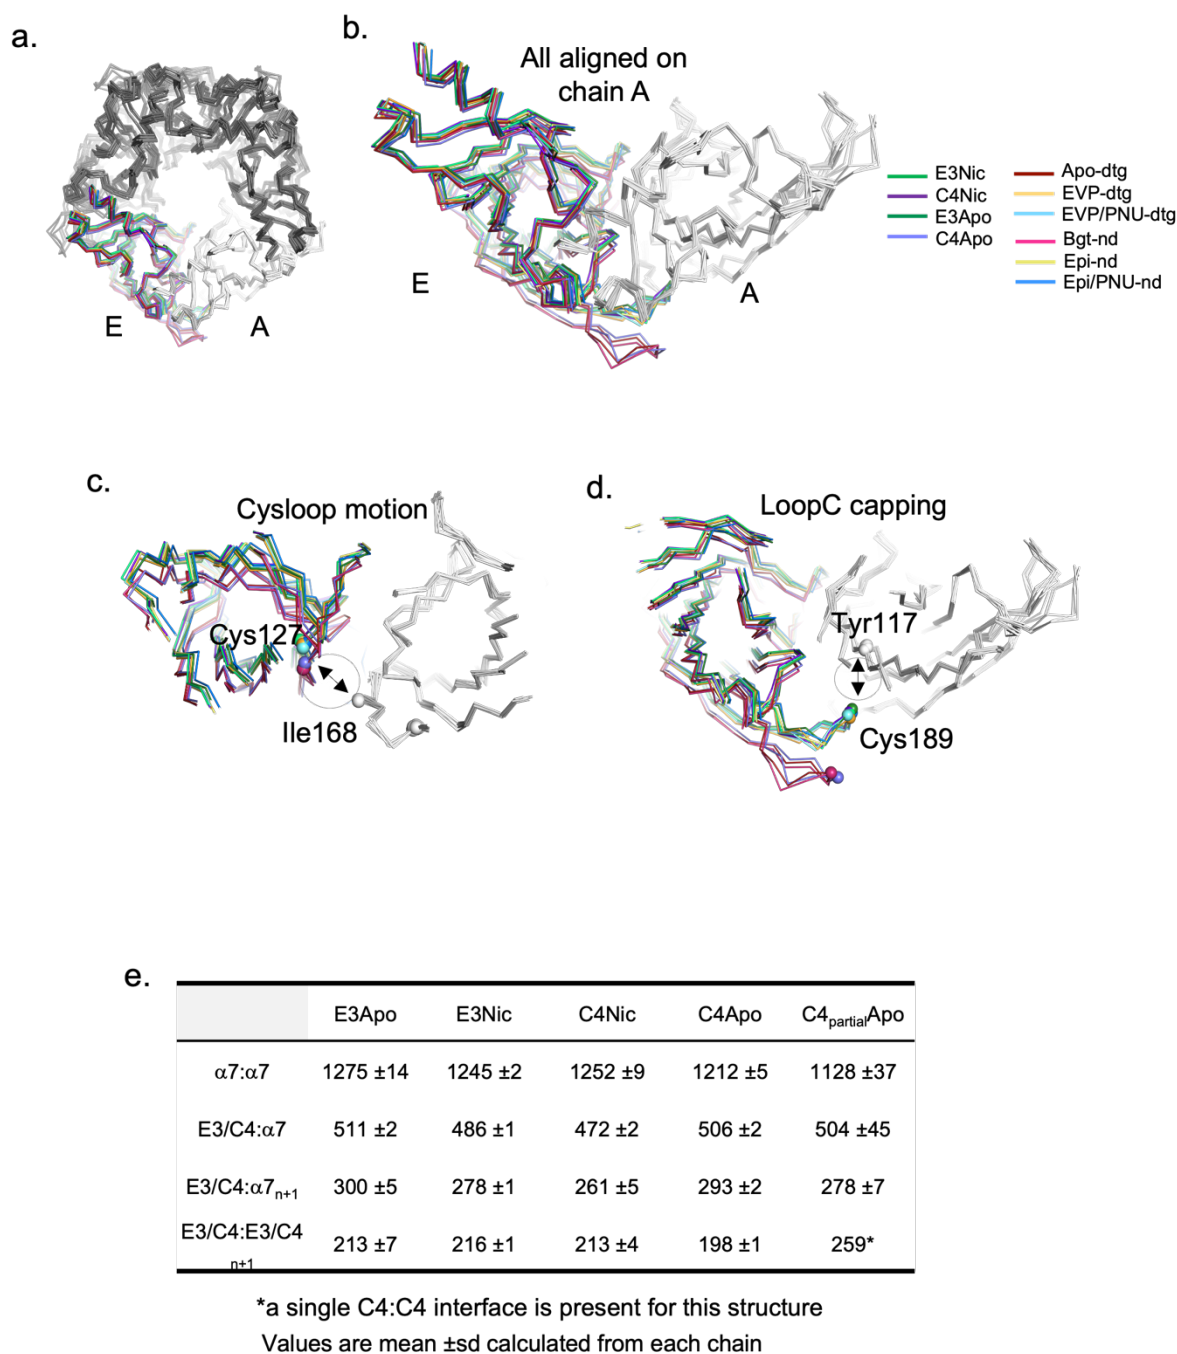 a.
b.
All aligned on
chain A
E
A
E
A
E3Nic
C4Nic
E3Apo
C4Apo
Apo-dtg
EVP-dtg
EVP/PNU-dtg
Bgt-nd
Epi-nd
Epi/PNU-nd
c.
Cysloop motion
Cys127
Ile168
d.
LoopC capping
Tyr117
Cys189
e.
E3Apo E3Nic C4Nic C4Apo C4partialApo
α7:α7 1275 ±14 1245 ±2 1252 ±9 1212 ±5 1128 ±37
E3/C4:α7 511 ±2 486 ±1 472 ±2 506 ±2 504 ±45
E3/C4:α7n+1 300 ±5 278 ±1 261 ±5 293 ±2 278 ±7
E3/C4:E3/C4
n+1 213 ±7 216 ±1 213 ±4 198 ±1 259*
*a single C4:C4 interface is present for this structure
Values are mean ±sd calculated from each chain